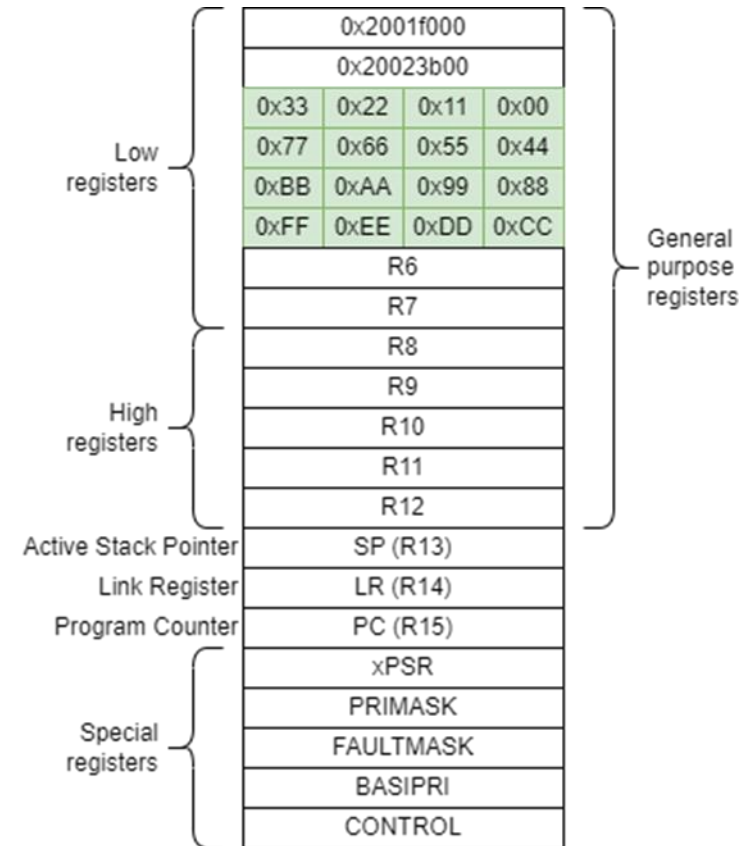 0x2001f000
0x20023b00
0x33 0x22 0x11 0x00
0x77 0x66 0x55 0x44
0xBB 0xAA 0x99 0x88
0xFF 0xEE 0xDD 0xCC
Low
registers
R6
R7
General
purpose
registers
R8
R9
R10
R11
R12
High
registers
Active Stack Pointer SP (R13)
Link Register LR (R14)
Program Counter PC (R15)
xPSR
PRIMASK
FAULTMASK
BASIPRI
CONTROL
Special
registers